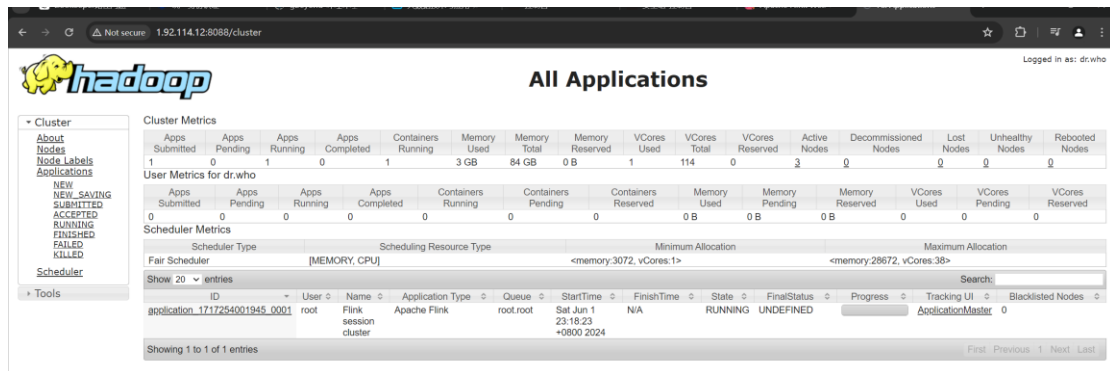 Not secure 1.92.114.12:8088/cluster
Logged in as: dr.who
hadoop
All Applications
Cluster
About
Nodes
Node Labels
Applications
NEW
NEW_SAVING
SUBMITTED
ACCEPTED
RUNNING
FINISHED
FAILED
KILLED
Scheduler
Tools
Cluster Metrics
Apps Submitted Apps Pending Apps Running Apps Completed Containers Running Memory Used Memory Total Memory Reserved VCores Used VCores Total VCores Reserved Active Nodes Decommissioned Nodes Lost Nodes Unhealthy Nodes Rebooted Nodes
1 0 1 0 1 3 GB 84 GB 0 B 1 114 0 3 0 0 0 0
User Metrics for dr.who
Apps Submitted Apps Pending Apps Running Apps Completed Containers Running Containers Pending Containers Reserved Memory Used Memory Pending Memory Reserved VCores Used VCores Pending VCores Reserved
0 0 0 0 0 0 0 0 B 0 B 0 B 0 0 0
Scheduler Metrics
Scheduler Type Scheduling Resource Type Minimum Allocation Maximum Allocation
Fair Scheduler [MEMORY, CPU] <memory:3072, vCores:1> <memory:28672, vCores:38>
Show 20 entries Search:
ID User Name Application Type Queue StartTime FinishTime State FinalStatus Progress Tracking UI Blacklisted Nodes
application_1717254001945_0001 root Flink session cluster Apache Flink root.root Sat Jun 1 23:18:23 +0800 2024 N/A RUNNING UNDEFINED ApplicationMaster 0
Showing 1 to 1 of 1 entries First Previous 1 Next Last